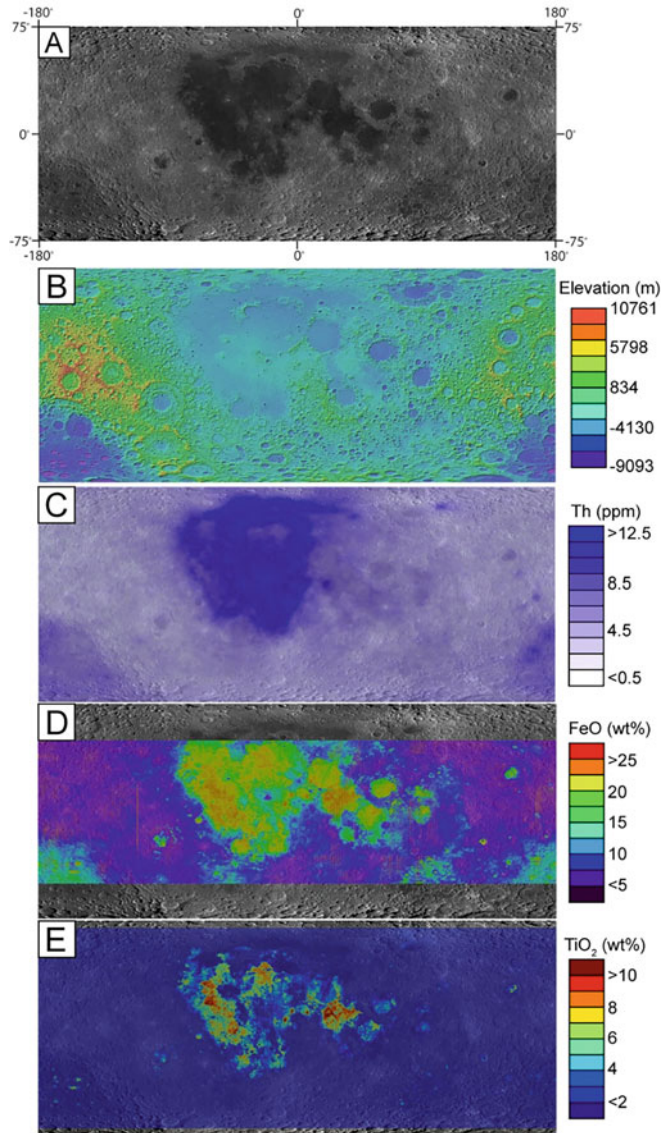 -180° 0° 180°
75° A 75°
0° 0°
-75° -75°
-180° 0° 180°
B
Elevation (m)
10761
5798
834
-4130
-9093
C
Th (ppm)
>12.5
8.5
4.5
<0.5
D
FeO (wt%)
>25
20
15
10
<5
E
TiO₂ (wt%)
>10
8
6
4
<2